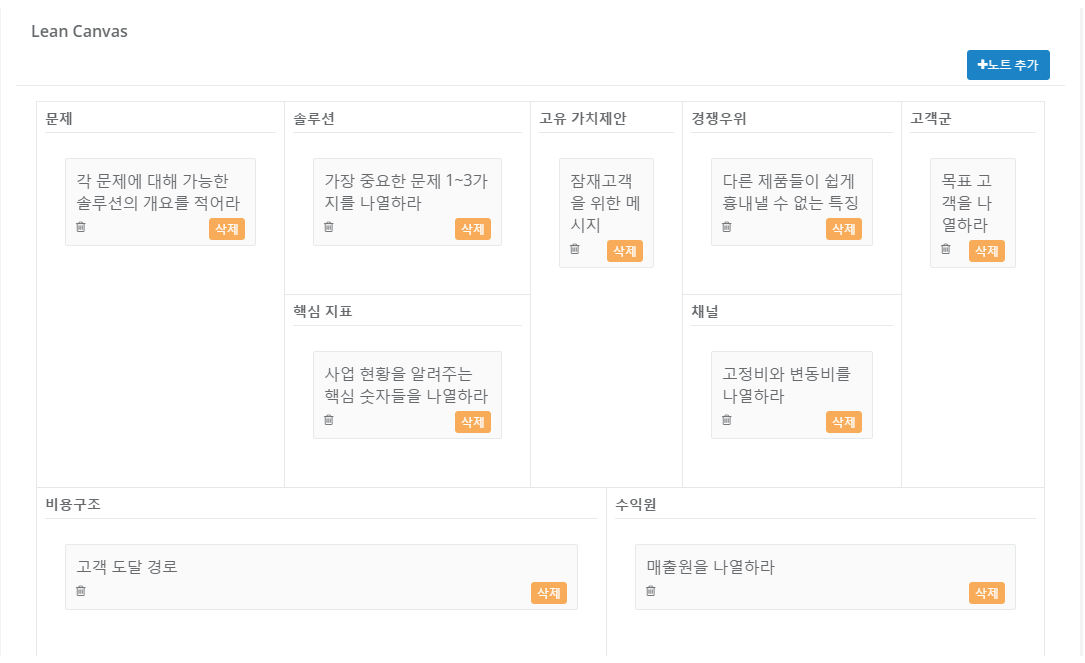 Lean Canvas
+노트 추가
문제
각 문제에 대해 가능한
솔루션의 개요를 적어라
삭제
솔루션
가장 중요한 문제 1~3가
지를 나열하라
삭제
핵심 지표
사업 현황을 알려주는
핵심 숫자들을 나열하라
삭제
고유 가치제안
잠재고객
을 위한 메
시지
삭제
경쟁우위
다른 제품들이 쉽게
흉내낼 수 없는 특징
삭제
채널
고정비와 변동비를
나열하라
삭제
고객군
목표 고
객을 나
열하라
삭제
비용구조
고객 도달 경로
삭제
수익원
매출원을 나열하라
삭제